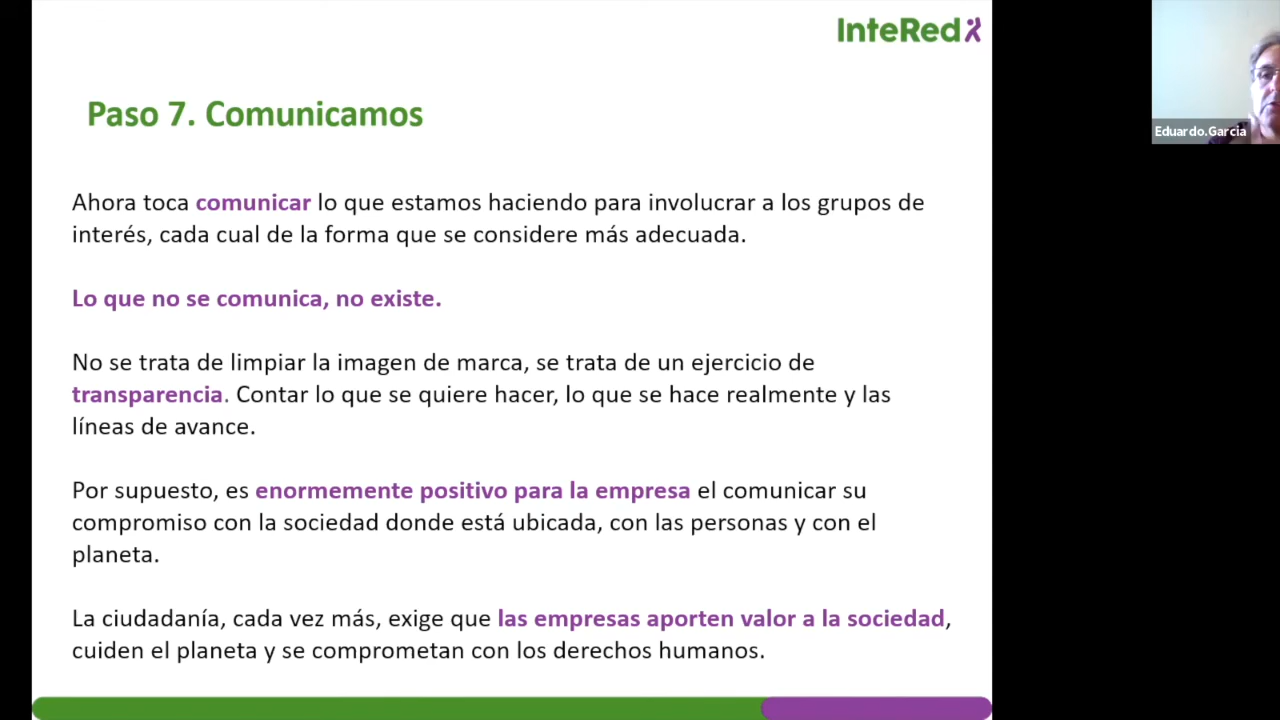 InteRed
Paso 7. Comunicamos
Eduardo.Garcia
Ahora toca comunicar lo que estamos haciendo para involucrar a los grupos de
interés, cada cual de la forma que se considere más adecuada.
Lo que no se comunica, no existe.
No se trata de limpiar la imagen de marca, se trata de un ejercicio de
transparencia. Contar lo que se quiere hacer, lo que se hace realmente y las
líneas de avance.
Por supuesto, es enormemente positivo para la empresa el comunicar su
compromiso con la sociedad donde está ubicada, con las personas y con el
planeta.
La ciudadanía, cada vez más, exige que las empresas aporten valor a la sociedad,
cuiden el planeta y se comprometan con los derechos humanos.